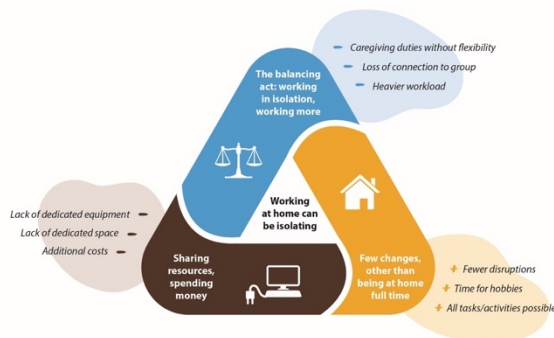 Caregiving duties without flexibility
Loss of connection to group
Heavier workload
The balancing
act: working
in isolation,
working more
Working
at home can
be isolating
Lack of dedicated equipment
Lack of dedicated space
Additional costs
Sharing
resources,
spending
money
Few changes,
other than
being at home
full time
Fewer disruptions
Time for hobbies
All tasks/activities possible